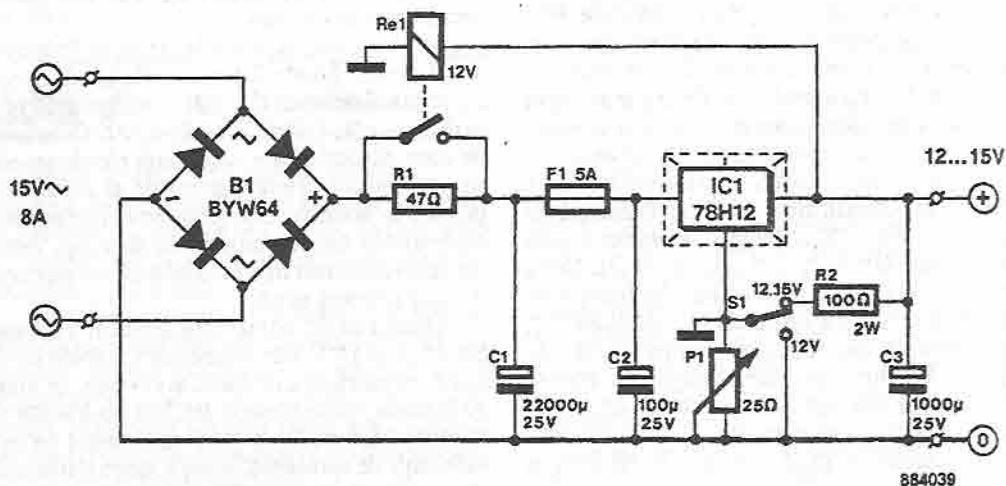 Re1
12V
15V~
8A
~
-
B1
BYW64
+
~
R1
47Ω
F1 5A
IC1
78H12
12...15V
+
S1
12.15V
R2
100Ω
2W
12V
C1
22000µ
25V
C2
100µ
25V
P1
25Ω
C3
1000µ
25V
0
884039